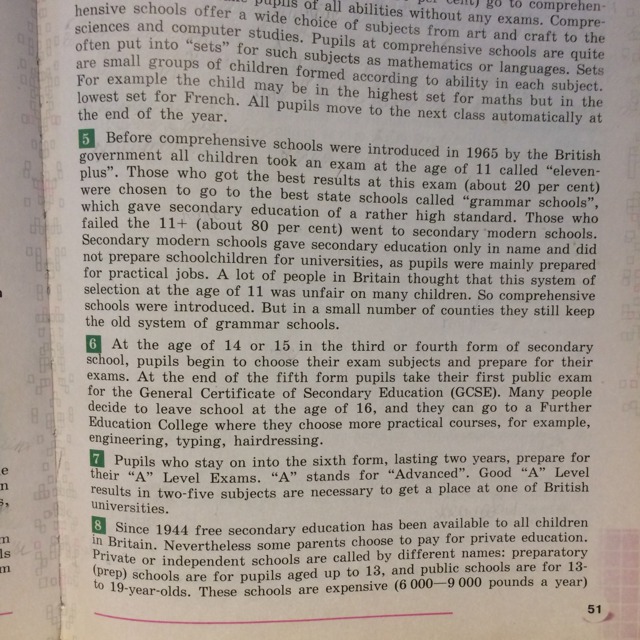 pupils of all abilities without any exams. Compre-
hensive schools offer a wide choice of subjects from art and craft to the
sciences and computer studies. Pupils at comprehensive schools are quite
often put into "sets" for such subjects as mathematics or languages. Sets
are small groups of children formed according to ability in each subject.
For example the child may be in the highest set for maths but in the
lowest set for French. All pupils move to the next class automatically at
the end of the year.
5 Before comprehensive schools were introduced in 1965 by the British
government all children took an exam at the age of 11 called "eleven-
plus". Those who got the best results at this exam (about 20 per cent)
were chosen to go to the best state schools called "grammar schools",
which gave secondary education of a rather high standard. Those who
failed the 11+ (about 80 per cent) went to secondary modern schools.
Secondary modern schools gave secondary education only in name and did
not prepare schoolchildren for universities, as pupils were mainly prepared
for practical jobs. A lot of people in Britain thought that this system of
selection at the age of 11 was unfair on many children. So comprehensive
schools were introduced. But in a small number of counties they still keep
the old system of grammar schools.
6 At the age of 14 or 15 in the third or fourth form of secondary
school, pupils begin to choose their exam subjects and prepare for their
exams. At the end of the fifth form pupils take their first public exam
for the General Certificate of Secondary Education (GCSE). Many people
decide to leave school at the age of 16, and they can go to a Further
Education College where they choose more practical courses, for example,
engineering, typing, hairdressing.
7 Pupils who stay on into the sixth form, lasting two years, prepare for
their "A" Level Exams. "A" stands for "Advanced". Good "A" Level
results in two-five subjects are necessary to get a place at one of British
universities.
8 Since 1944 free secondary education has been available to all children
in Britain. Nevertheless some parents choose to pay for private education.
Private or independent schools are called by different names: preparatory
(prep) schools are for pupils aged up to 13, and public schools are for 13-
to 19-year-olds. These schools are expensive (6 000—9 000 pounds a year)
51